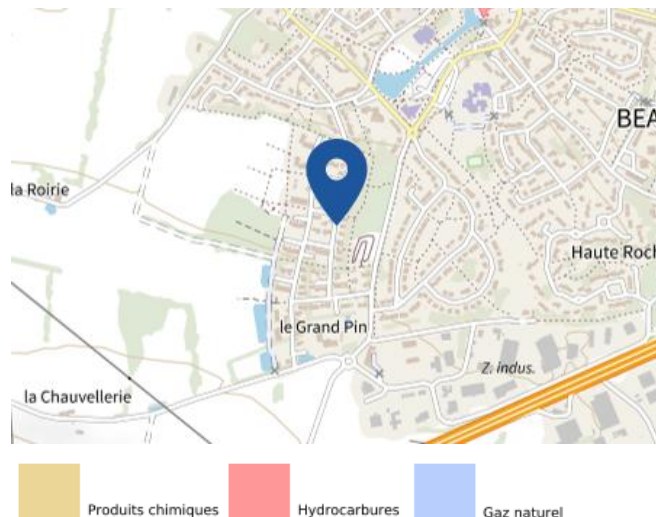 BEA
la Roirie
Haute Roch
le Grand Pin
Z. indus.
la Chauvellerie
Produits chimiques
Hydrocarbures
Gaz naturel